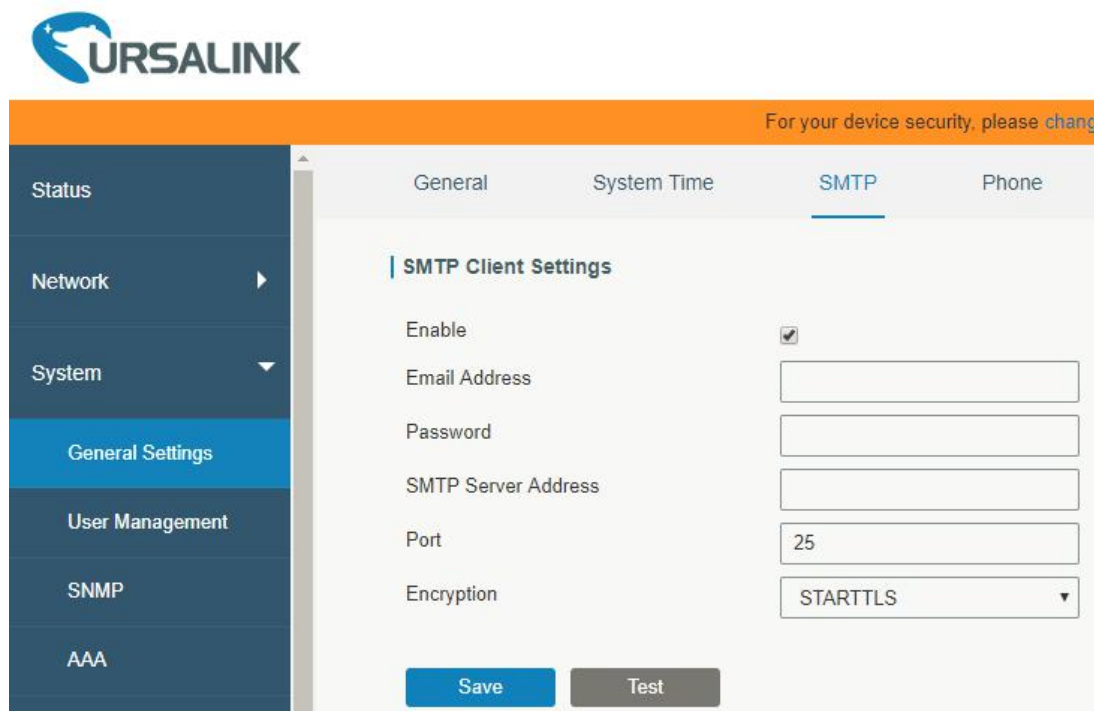 URSALINK
For your device security, please chang
Status
Network
System
General Settings
User Management
SNMP
AAA
General System Time SMTP Phone
SMTP Client Settings
Enable
Email Address
Password
SMTP Server Address
Port 25
Encryption STARTTLS
Save Test